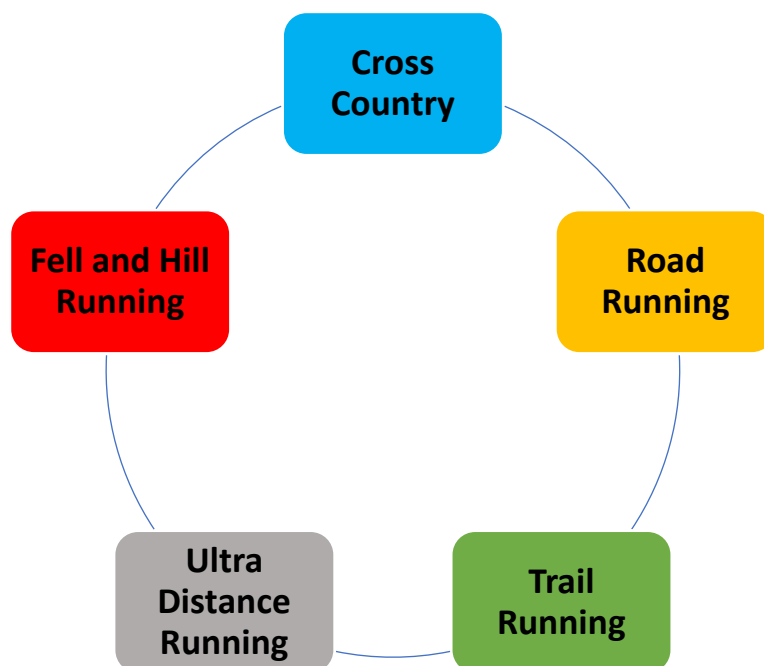 Cross
Country
Road
Running
Trail
Running
Ultra
Distance
Running
Fell and Hill
Running